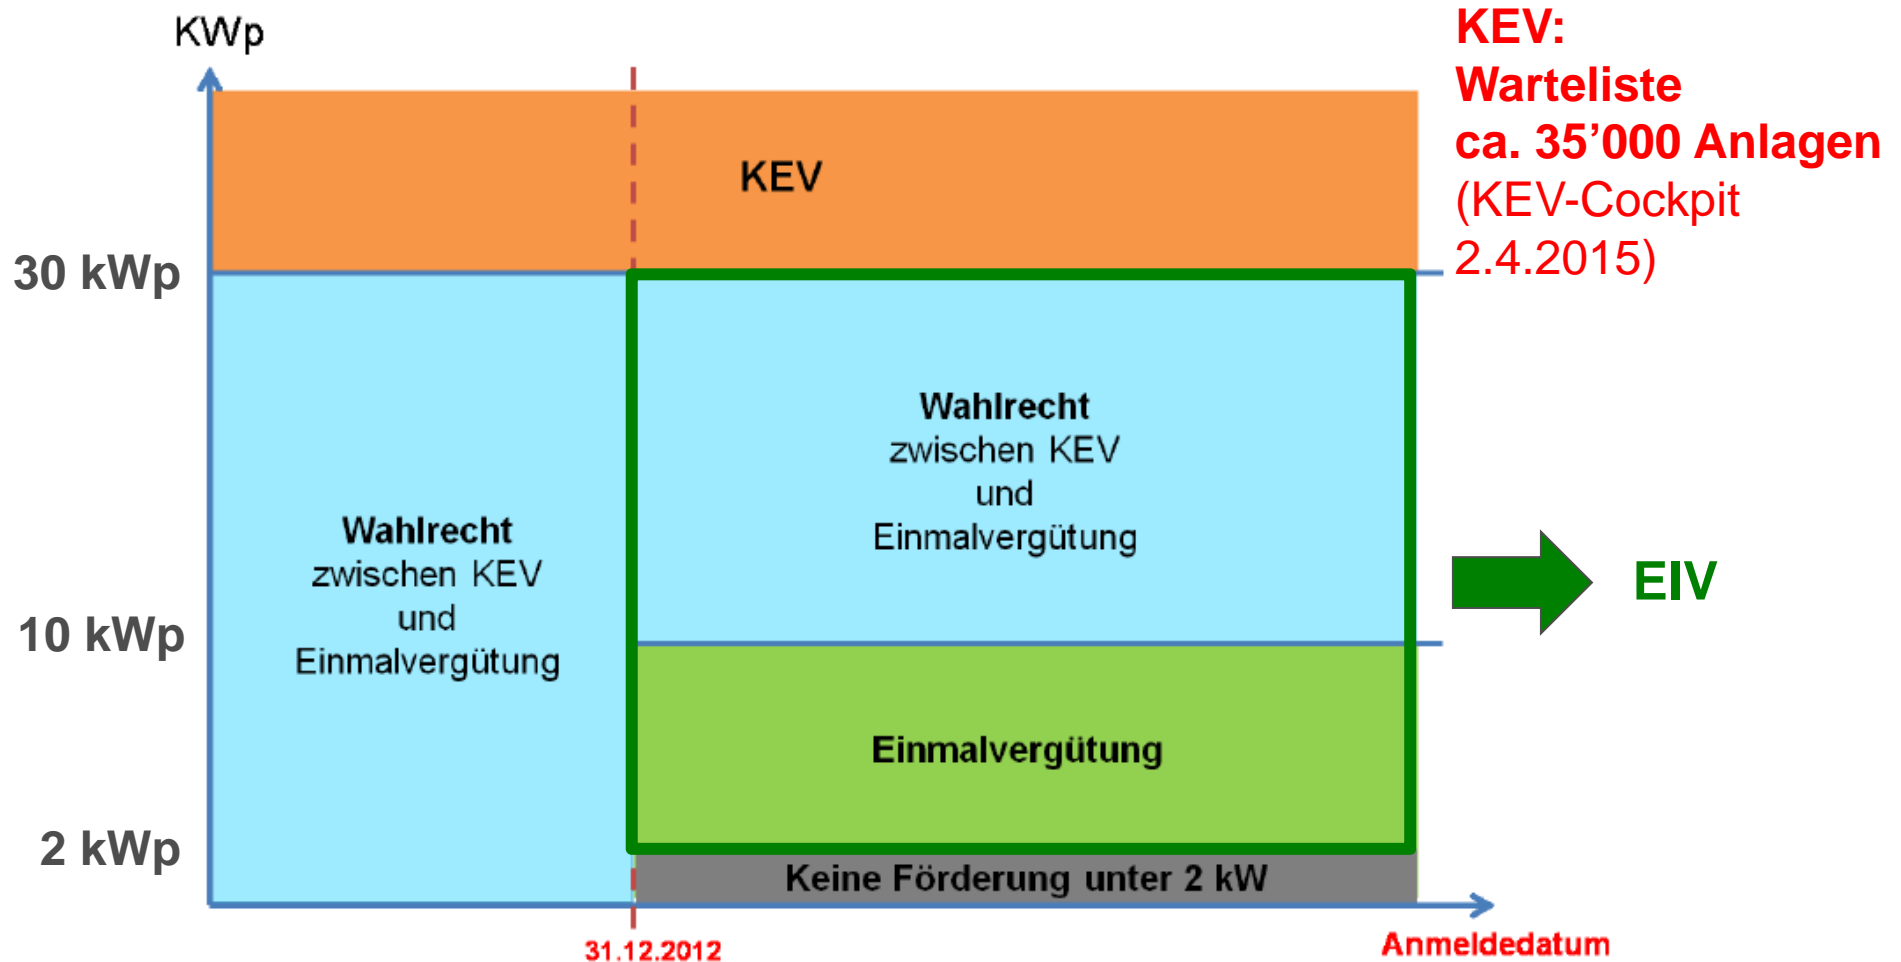 KWp
KEV:
Warteliste
ca. 35’000 Anlagen
(KEV-Cockpit
2.4.2015)
KEV
30 kWp
Wahlrecht
zwischen KEV
und
Einmalvergütung
Wahlrecht
zwischen KEV
und
Einmalvergütung
EIV
10 kWp
Einmalvergütung
2 kWp
Keine Förderung unter 2 kW
31.12.2012
Anmeldedatum